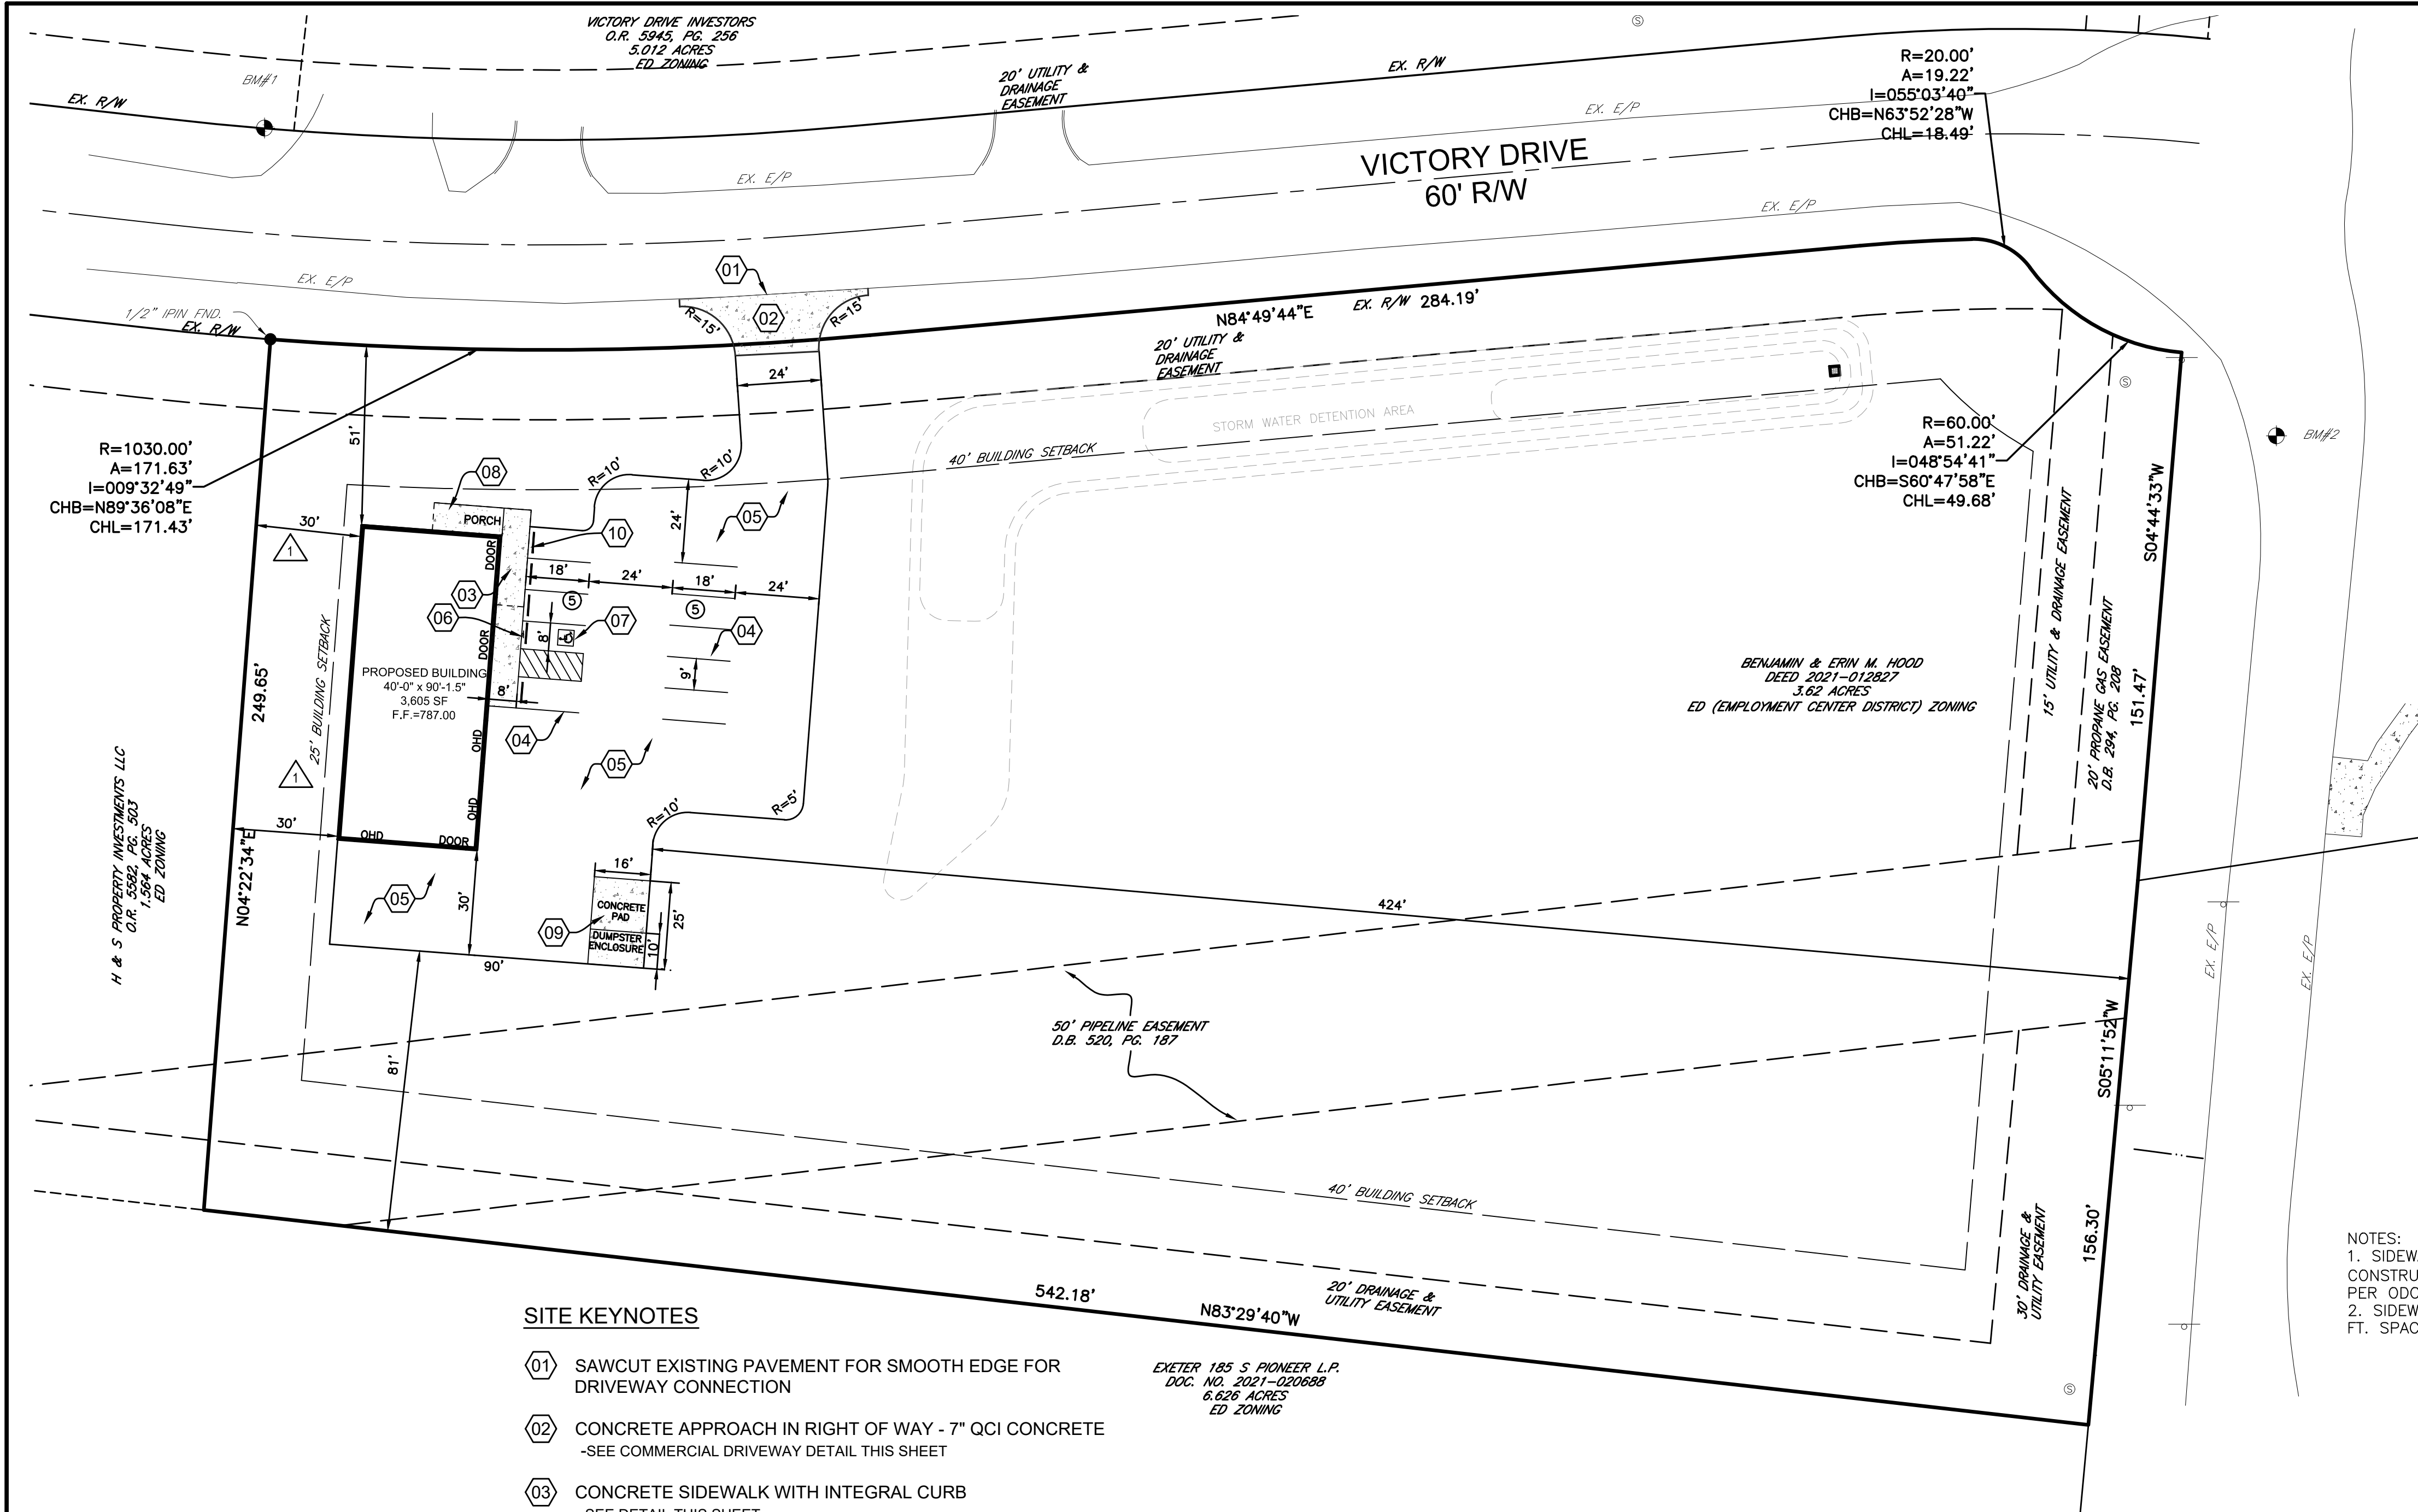 VICTORY DRIVE INVESTORS
O.R. 5945, PG. 256
5.012 ACRES
ED ZONING
BM#1
EX. R/W
20' UTILITY &
DRAINAGE
EASEMENT
EX. R/W
EX. E/P
EX. E/P
R=20.00'
A=19.22'
I=055°03'40"
CHB=N63°52'28"W
CHL=18.49'
VICTORY DRIVE
60' R/W
EX. E/P
EX. E/P
1/2" IPIN FND.
EX. R/W
01
02
R=15'
R=15'
N84°49'44"E
EX. R/W 284.19'
20' UTILITY &
DRAINAGE
EASEMENT
24'
STORM WATER DETENTION AREA
40' BUILDING SETBACK
R=1030.00'
A=171.63'
I=009°32'49"
CHB=N89°36'08"E
CHL=171.43'
R=60.00'
A=51.22'
I=048°54'41"
CHB=S60°47'58"E
CHL=49.68'
BM#2
51'
08
R=10'
R=10'
PORCH
30'
1
DOOR
10
24'
05
18'
24'
18'
24'
03
5
5
06
07
04
DOOR
8'
9'
8'
PROPOSED BUILDING
40'-0" x 90'-1.5"
3,605 SF
F.F.=787.00
25' BUILDING SETBACK
249.65'
N04°22'34"E
OHD
04
05
1
30'
OHD
OHD
DOOR
R=10'
R=5'
H & S PROPERTY INVESTMENTS LLC
O.R. 5582, PG. 503
1.564 ACRES
ED ZONING
05
30'
16'
CONCRETE
PAD
DUMPSTER
ENCLOSURE
09
25'
10'
90'
424'
81'
BENJAMIN & ERIN M. HOOD
DEED 2021-012827
3.62 ACRES
ED (EMPLOYMENT CENTER DISTRICT) ZONING
15' UTILITY & DRAINAGE EASEMENT
20' PROPANE GAS EASEMENT
D.B. 294, PG. 208
S04°44'33"W
151.47'
50' PIPELINE EASEMENT
D.B. 520, PG. 187
S05°11'52"W
156.30'
EX. E/P
EX. E/P
40' BUILDING SETBACK
30' DRAINAGE &
UTILITY EASEMENT
20' DRAINAGE &
UTILITY EASEMENT
542.18'
N83°29'40"W
EXETER 185 S PIONEER L.P.
DOC. NO. 2021-020688
6.626 ACRES
ED ZONING
NOTES:
1. SIDEW
CONSTRU
PER ODO
2. SIDEW
FT. SPAC
SITE KEYNOTES
01 SAWCUT EXISTING PAVEMENT FOR SMOOTH EDGE FOR
DRIVEWAY CONNECTION
02 CONCRETE APPROACH IN RIGHT OF WAY - 7" QCI CONCRETE
-SEE COMMERCIAL DRIVEWAY DETAIL THIS SHEET
03 CONCRETE SIDEWALK WITH INTEGRAL CURB
-SEE DETAIL THIS SHEET
S
S
S